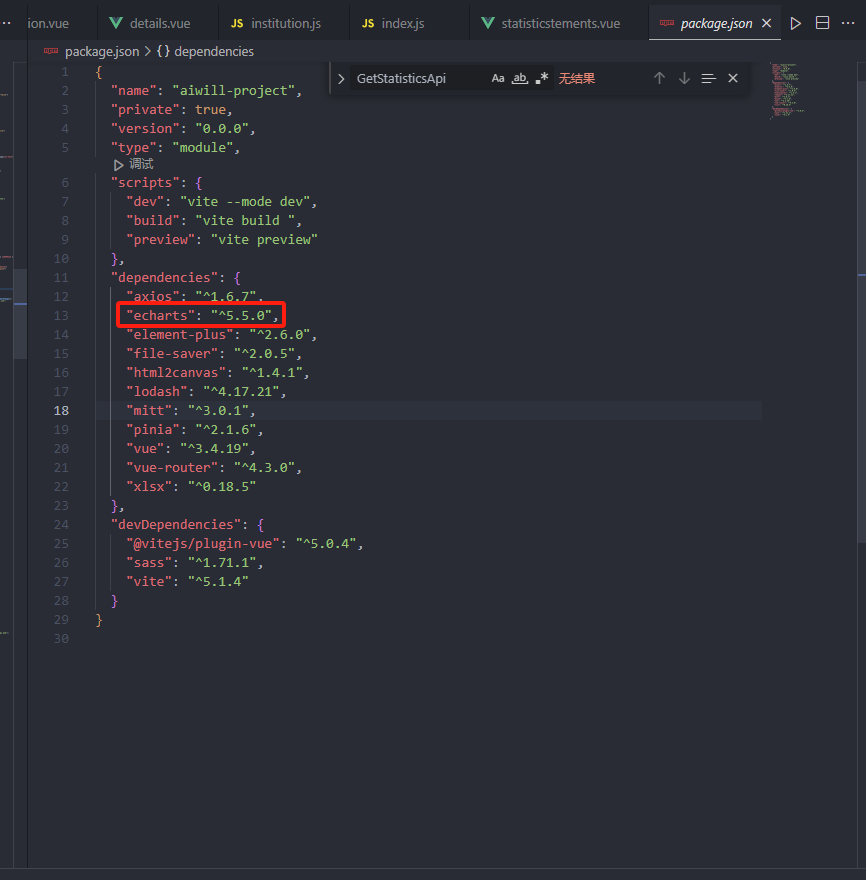 ion.vue
details.vue
JS institution.js
JS index.js
statisticstements.vue
package.json
package.json > {} dependencies
GetStatisticsApi
Aa ab .*
无结果
1 {
2 "name": "aiwill-project",
3 "private": true,
4 "version": "0.0.0",
5 "type": "module",
调试
6 "scripts": {
7 "dev": "vite --mode dev",
8 "build": "vite build ",
9 "preview": "vite preview"
10 },
11 "dependencies": {
12 "axios": "^1.6.7",
13 "echarts": "^5.5.0",
14 "element-plus": "^2.6.0",
15 "file-saver": "^2.0.5",
16 "html2canvas": "^1.4.1",
17 "lodash": "^4.17.21",
18 "mitt": "^3.0.1",
19 "pinia": "^2.1.6",
20 "vue": "^3.4.19",
21 "vue-router": "^4.3.0",
22 "xlsx": "^0.18.5"
23 },
24 "devDependencies": {
25 "@vitejs/plugin-vue": "^5.0.4",
26 "sass": "^1.71.1",
27 "vite": "^5.1.4"
28 }
29 }
30